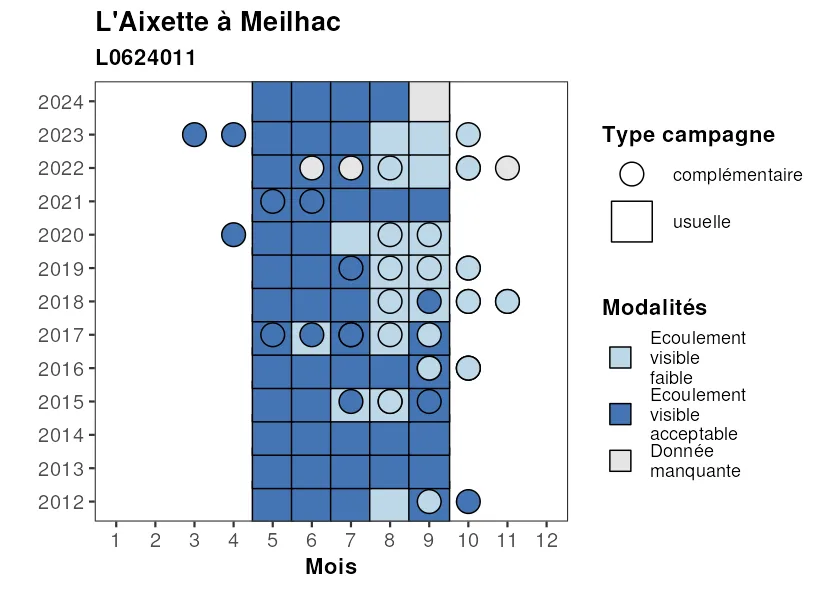 L'Aixette à Meilhac
L0624011
2024
2023
2022
2021
2020
2019
2018
2017
2016
2015
2014
2013
2012
1 2 3 4 5 6 7 8 9 10 11 12
Mois
Type campagne
complémentaire
usuelle
Modalités
Ecoulement
visible
faible
Ecoulement
visible
acceptable
Donnée
manquante